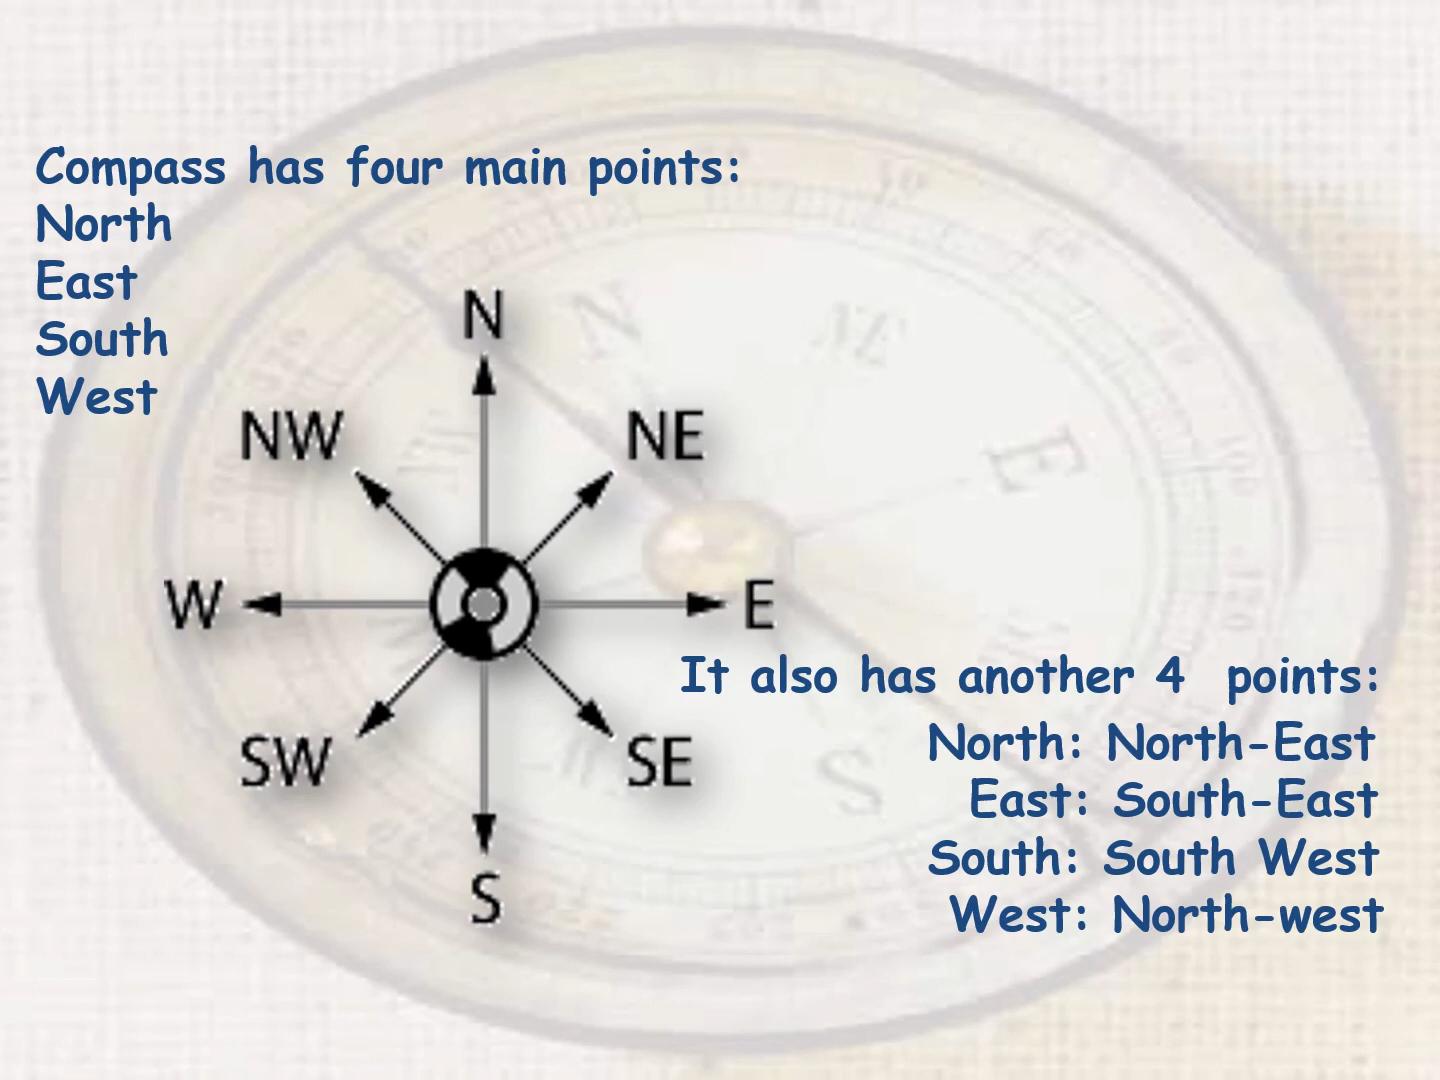 Compass has four main points:
North
East
South
West
N
NW
NE
W
E
SW
SE
S
It also has another 4 points:
North: North-East
East: South-East
South: South West
West: North-west
N
NE
E
S